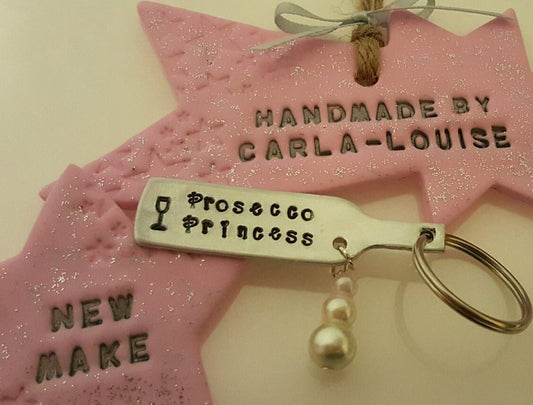 HANDMADE BY
CARLA-LOUISE
Prosecco
Princess
NEW
MAKE